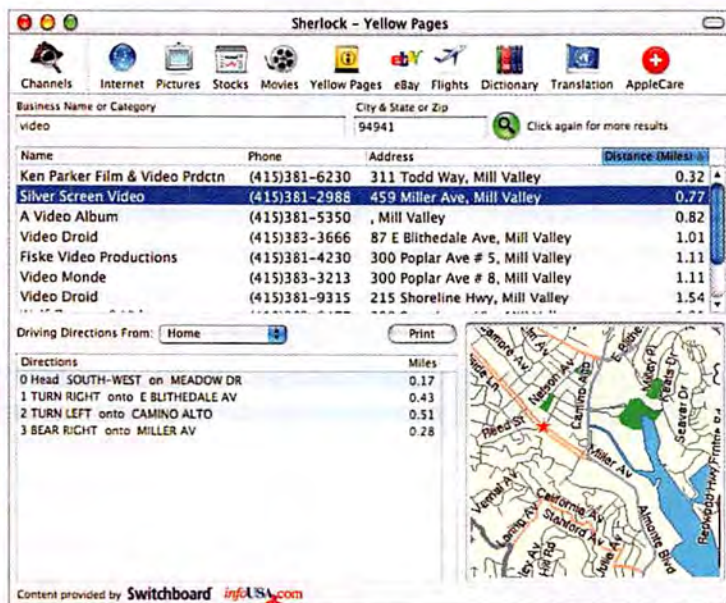 Sherlock – Yellow Pages
Channels Internet Pictures Stocks Movies Yellow Pages eBay Flights Dictionary Translation AppleCare
Business Name or Category City & State or Zip
video 94941 Click again for more results
Name Phone Address Distance (Miles)
Ken Parker Film & Video Prdctn (415)381-6230 311 Todd Way, Mill Valley 0.32
Silver Screen Video (415)381-2988 459 Miller Ave, Mill Valley 0.77
A Video Album (415)381-5350 , Mill Valley 0.82
Video Droid (415)383-3666 87 E Blithedale Ave, Mill Valley 1.01
Fiske Video Productions (415)381-4230 300 Poplar Ave # 5, Mill Valley 1.11
Video Monde (415)383-3213 300 Poplar Ave # 8, Mill Valley 1.11
Video Droid (415)381-9315 215 Shoreline Hwy, Mill Valley 1.54
Driving Directions From: Home Print
Directions Miles
0 Head SOUTH-WEST on MEADOW DR 0.17
1 TURN RIGHT onto E BLITHEDALE AV 0.43
2 TURN LEFT onto CAMINO ALTO 0.51
3 BEAR RIGHT onto MILLER AV 0.28
E Blithe
Nelson Av
Camino Alto
Reed St
Miller Av
Seaver Dr
California Av
Stanford Av
Almonte Blvd
Redwood Hwy
Content provided by Switchboard infoUSA.com